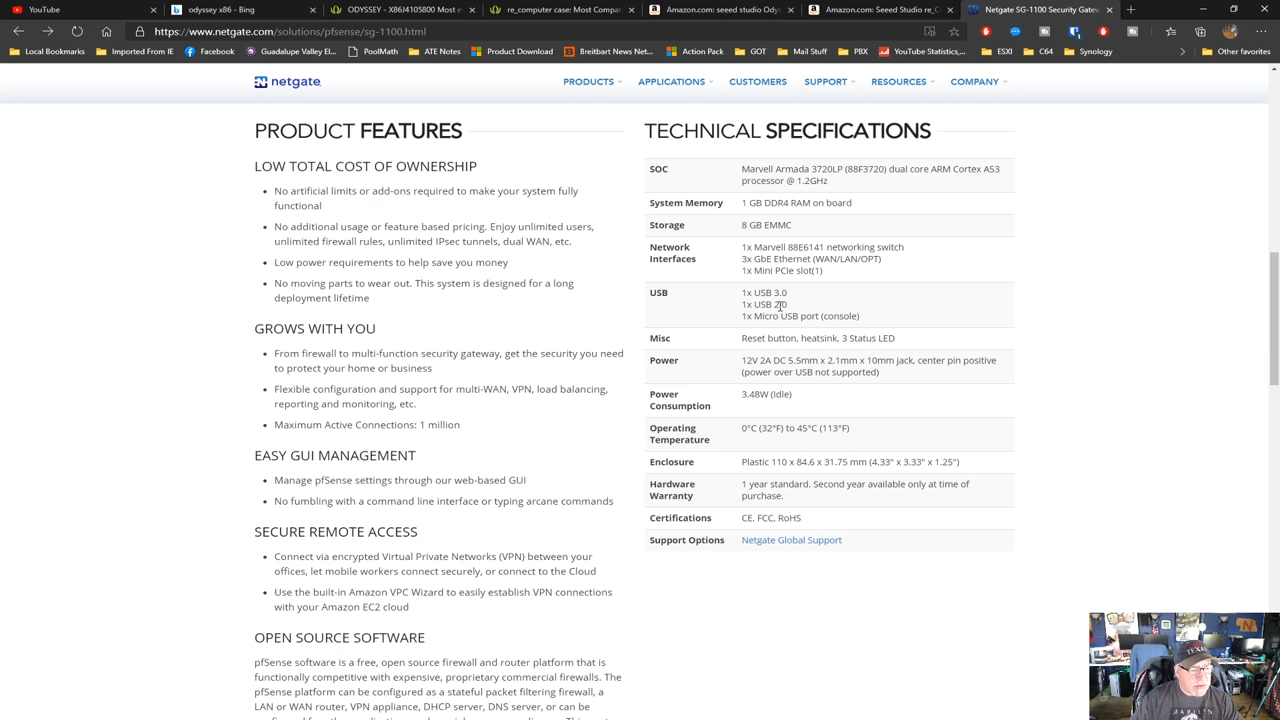 YouTube
odyssey x86 - Bing
ODYSSEY - X86J4105800 Most e
re_computer case: Most Compat
Amazon.com: seeed studio Odys
Amazon.com: Seeed Studio re_C
Netgate SG-1100 Security Gatew
https://www.netgate.com/solutions/pfsense/sg-1100.html
Local Bookmarks
Imported From IE
Facebook
Guadalupe Valley El...
PoolMath
ATE Notes
Product Download
Breitbart News Net...
Action Pack
GOT
Mail Stuff
PBX
YouTube Statistics,...
ESXI
C64
Synology
Other favorites
netgate
PRODUCTS
APPLICATIONS
CUSTOMERS
SUPPORT
RESOURCES
COMPANY
PRODUCT FEATURES
LOW TOTAL COST OF OWNERSHIP
No artificial limits or add-ons required to make your system fully
functional
No additional usage or feature based pricing. Enjoy unlimited users,
unlimited firewall rules, unlimited IPsec tunnels, dual WAN, etc.
Low power requirements to help save you money
No moving parts to wear out. This system is designed for a long
deployment lifetime
GROWS WITH YOU
From firewall to multi-function security gateway, get the security you need
to protect your home or business
Flexible configuration and support for multi-WAN, VPN, load balancing,
reporting and monitoring, etc.
Maximum Active Connections: 1 million
EASY GUI MANAGEMENT
Manage pfSense settings through our web-based GUI
No fumbling with a command line interface or typing arcane commands
SECURE REMOTE ACCESS
Connect via encrypted Virtual Private Networks (VPN) between your
offices, let mobile workers connect securely, or connect to the Cloud
Use the built-in Amazon VPC Wizard to easily establish VPN connections
with your Amazon EC2 cloud
OPEN SOURCE SOFTWARE
pfSense software is a free, open source firewall and router platform that is
functionally competitive with expensive, proprietary commercial firewalls. The
pfSense platform can be configured as a stateful packet filtering firewall, a
LAN or WAN router, VPN appliance, DHCP server, DNS server, or can be
TECHNICAL SPECIFICATIONS
SOC
Marvell Armada 3720LP (88F3720) dual core ARM Cortex A53
processor @ 1.2GHz
System Memory
1 GB DDR4 RAM on board
Storage
8 GB EMMC
Network
Interfaces
1x Marvell 88E6141 networking switch
3x GbE Ethernet (WAN/LAN/OPT)
1x Mini PCIe slot(1)
USB
1x USB 3.0
1x USB 2.0
1x Micro USB port (console)
Misc
Reset button, heatsink, 3 Status LED
Power
12V 2A DC 5.5mm x 2.1mm x 10mm jack, center pin positive
(power over USB not supported)
Power
Consumption
3.48W (Idle)
Operating
Temperature
0°C (32°F) to 45°C (113°F)
Enclosure
Plastic 110 x 84.6 x 31.75 mm (4.33" x 3.33" x 1.25")
Hardware
Warranty
1 year standard. Second year available only at time of
purchase.
Certifications
CE, FCC, RoHS
Support Options
Netgate Global Support
TEXAS